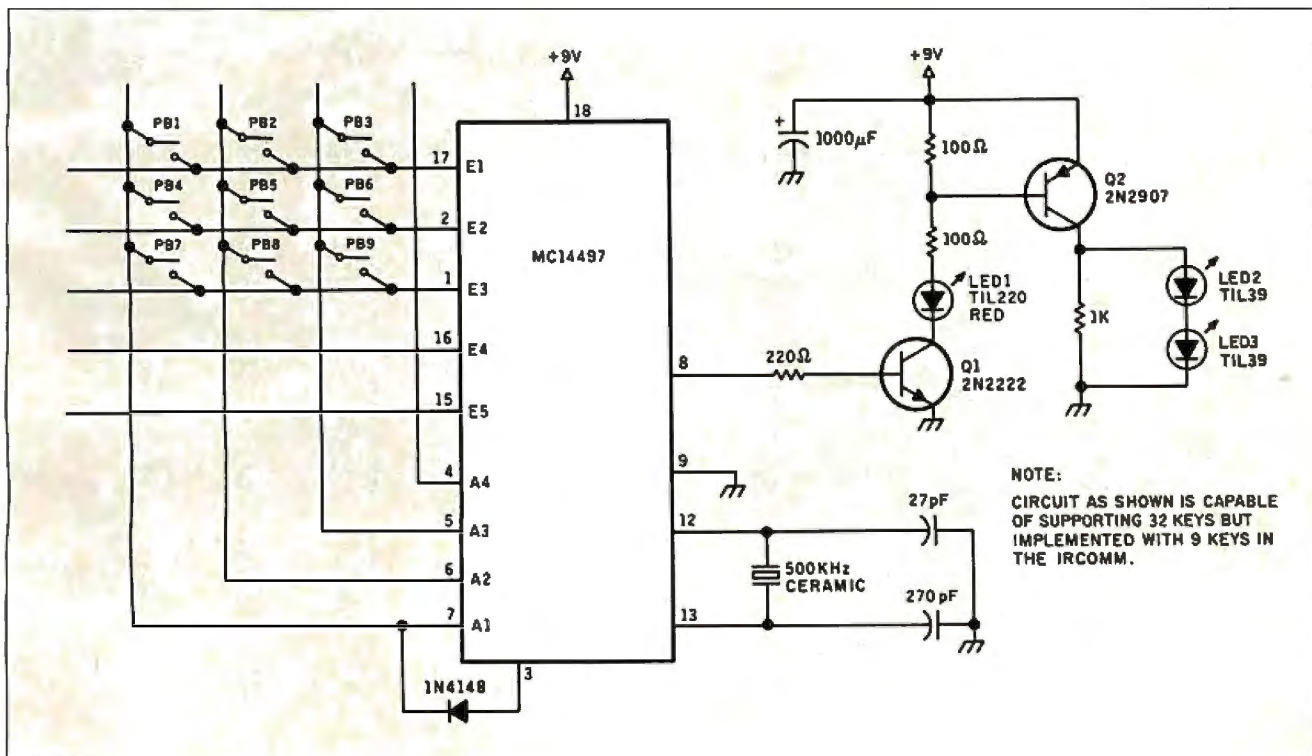 +9V
18
PB1
PB2
PB3
17
E1
PB4
PB5
PB6
2
E2
PB7
PB8
PB9
1
E3
16
E4
15
E5
4
A4
5
A3
6
A2
7
A1
MC14497
3
1N4148
8
9
12
13
220Ω
+9V
+
1000µF
100Ω
100Ω
Q2
2N2907
LED1
TIL220
RED
Q1
2N2222
1K
LED2
TIL39
LED3
TIL39
500KHz
CERAMIC
27pF
270pF
NOTE:
CIRCUIT AS SHOWN IS CAPABLE
OF SUPPORTING 32 KEYS BUT
IMPLEMENTED WITH 9 KEYS IN
THE IRCOMM.